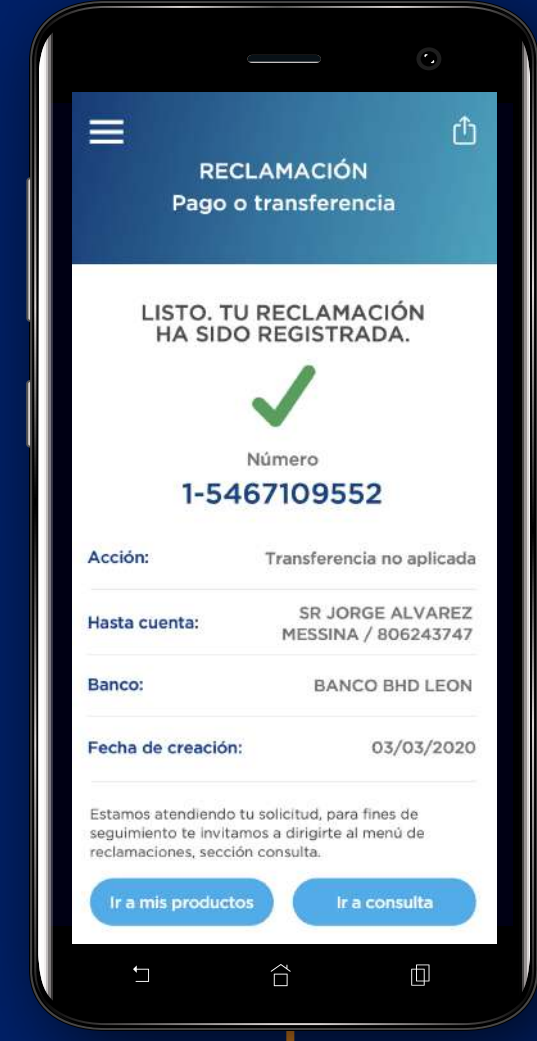 RECLAMACIÓN
Pago o transferencia
LISTO. TU RECLAMACIÓN
HA SIDO REGISTRADA.
Número
1-5467109552
Acción: Transferencia no aplicada
Hasta cuenta: SR JORGE ALVAREZ
MESSINA / 806243747
Banco: BANCO BHD LEON
Fecha de creación: 03/03/2020
Estamos atendiendo tu solicitud, para fines de
seguimiento te invitamos a dirigirte al menú de
reclamaciones, sección consulta.
Ir a mis productos Ir a consulta